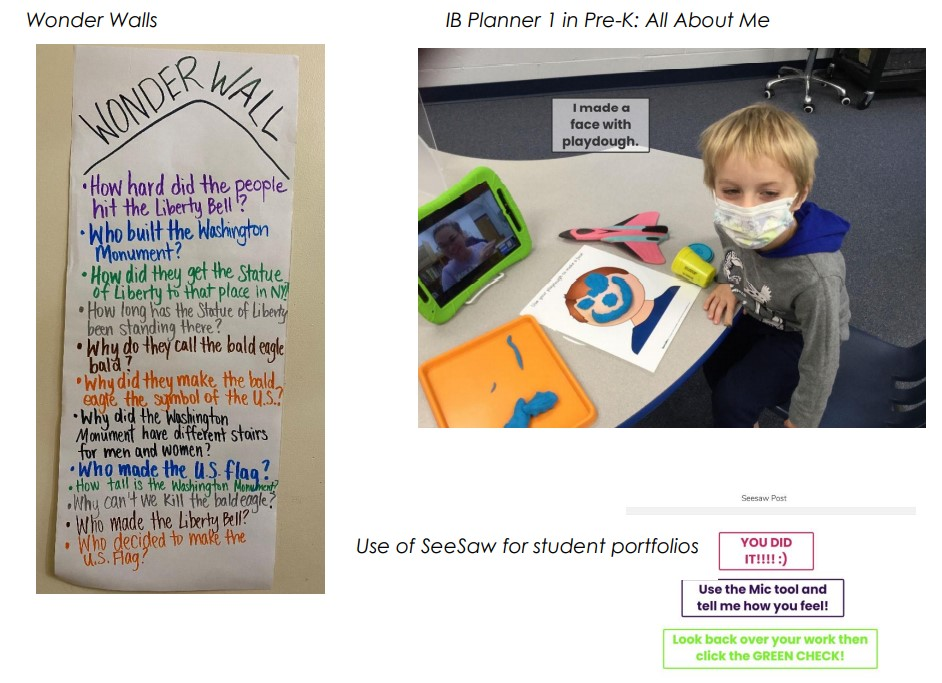 Wonder Walls
WONDER WALL
•How hard did the people
hit the Liberty Bell?
•Who built the Washington
Monument?
•How did they get the Statue
of Liberty to that place in NY?
•How long has the Statue of Liberty
been standing there?
•Why do they call the bald eagle
bald?
•Why did they make the bald
eagle the symbol of the U.S.?
•Why did the Washington
Monument have different stairs
for men and women?
•Who made the U.S. flag?
•How tall is the Washington Monument?
•Why can't we kill the bald eagle?
•Who made the Liberty Bell?
•Who decided to make the
U.S. Flag?
IB Planner 1 in Pre-K: All About Me
I made a
face with
playdough.
Seesaw Post
Use of SeeSaw for student portfolios
YOU DID
IT!!!! :)
Use the Mic tool and
tell me how you feel!
Look back over your work then
click the GREEN CHECK!